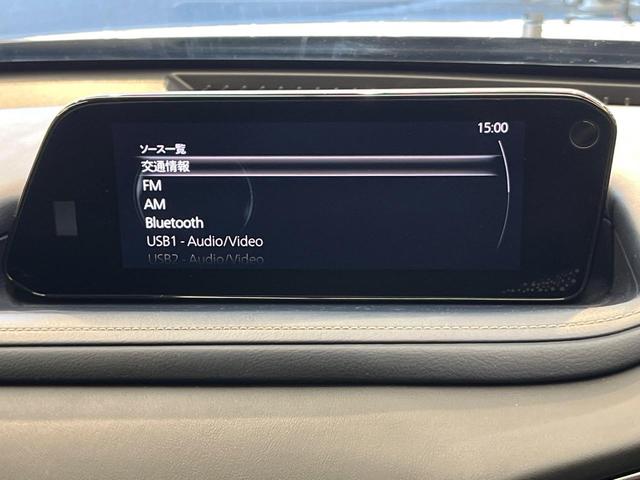 15:00
ソース一覧
交通情報
FM
AM
Bluetooth
USB1 - Audio/Video
USB2 - Audio/Video